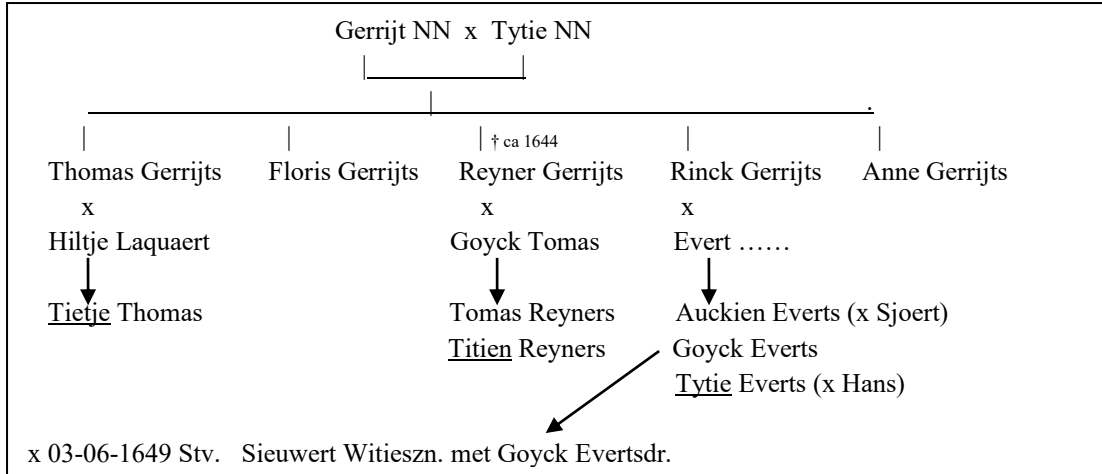 Gerrijt NN x Tytie NN
† ca 1644
Thomas Gerrijts Floris Gerrijts Reyner Gerrijts Rinck Gerrijts Anne Gerrijts
x x x
Hiltje Laquaert Goyck Tomas Evert ……
Tietje Thomas Tomas Reyners Auckien Everts (x Sjoert)
Titien Reyners Goyck Everts
Tytie Everts (x Hans)
x 03-06-1649 Stv. Sieuwert Witieszn. met Goyck Evertsdr.